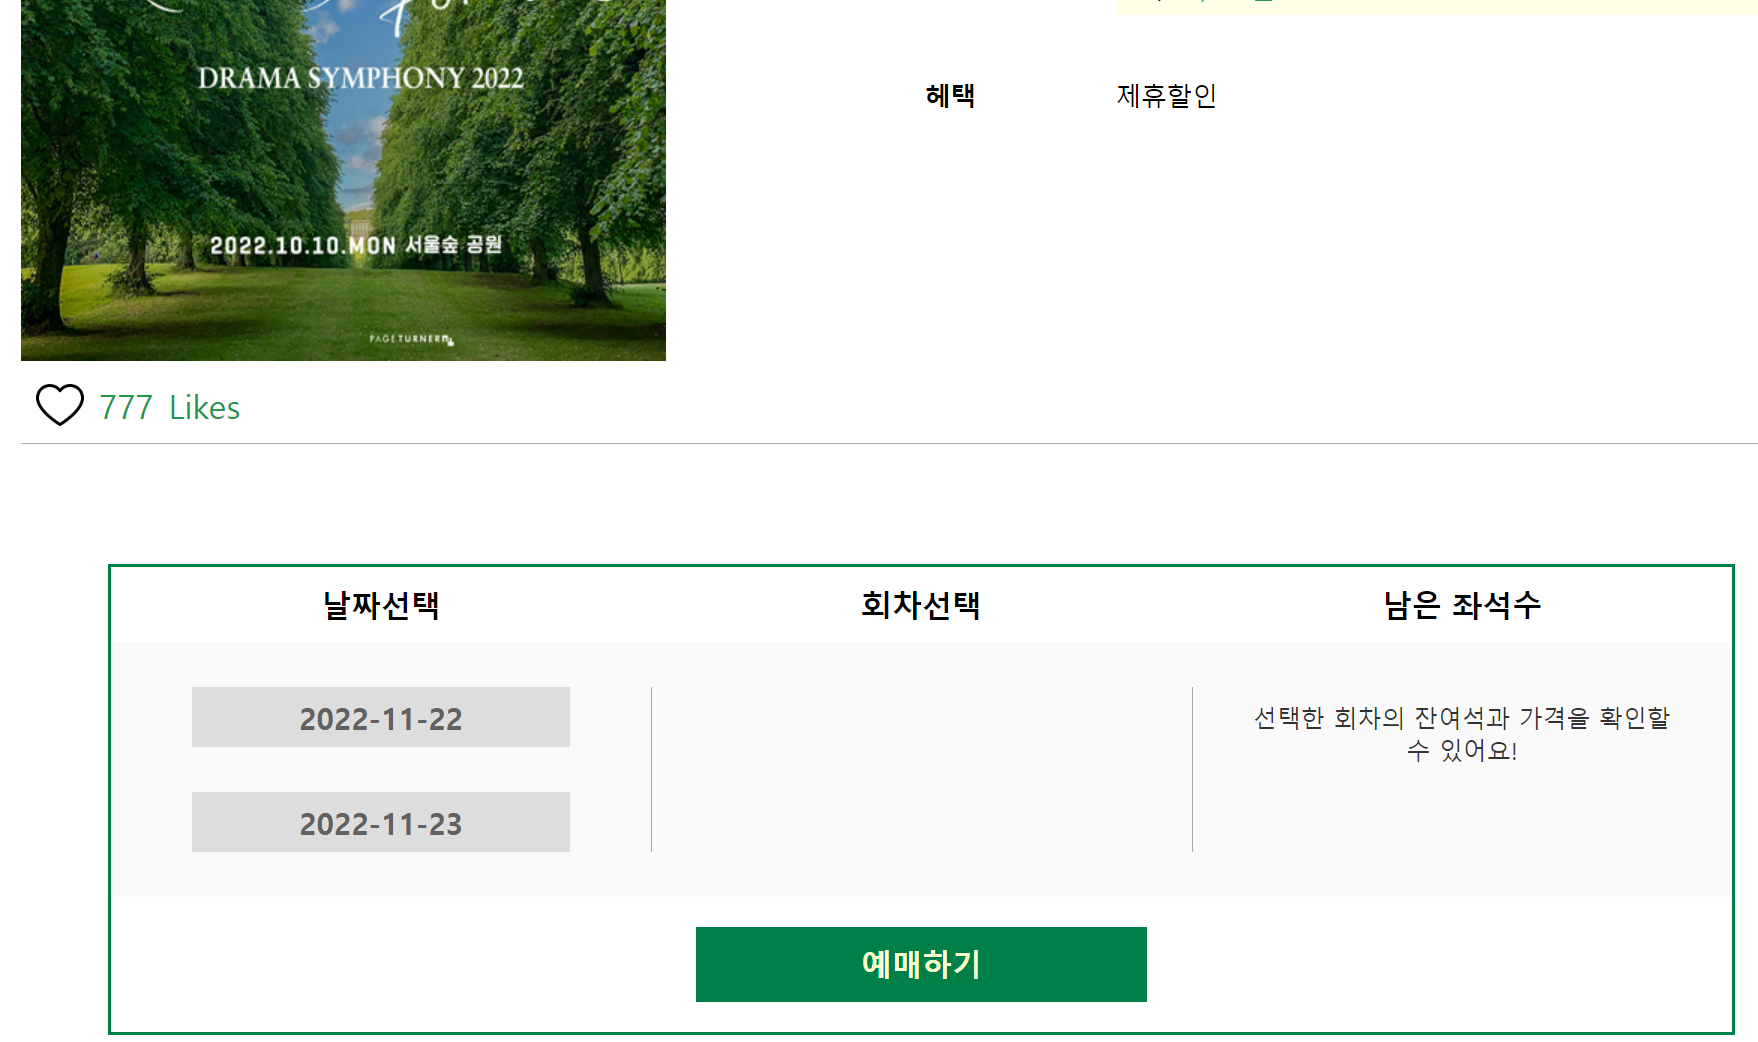 DRAMA SYMPHONY 2022
2022.10.10.MON 서울숲 공원
PAGETURNER
헤택 제휴할인
777 Likes
날짜선택 회차선택 남은 좌석수
2022-11-22
2022-11-23
선택한 회차의 잔여석과 가격을 확인할
수 있어요!
예매하기